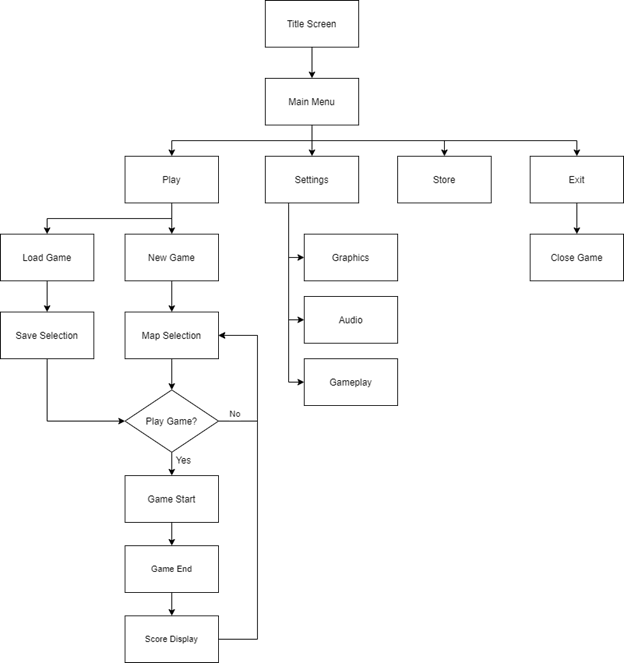 Title Screen
Main Menu
Play
Settings
Store
Exit
Load Game
New Game
Graphics
Close Game
Save Selection
Map Selection
Audio
Gameplay
Play Game?
No
Yes
Game Start
Game End
Score Display